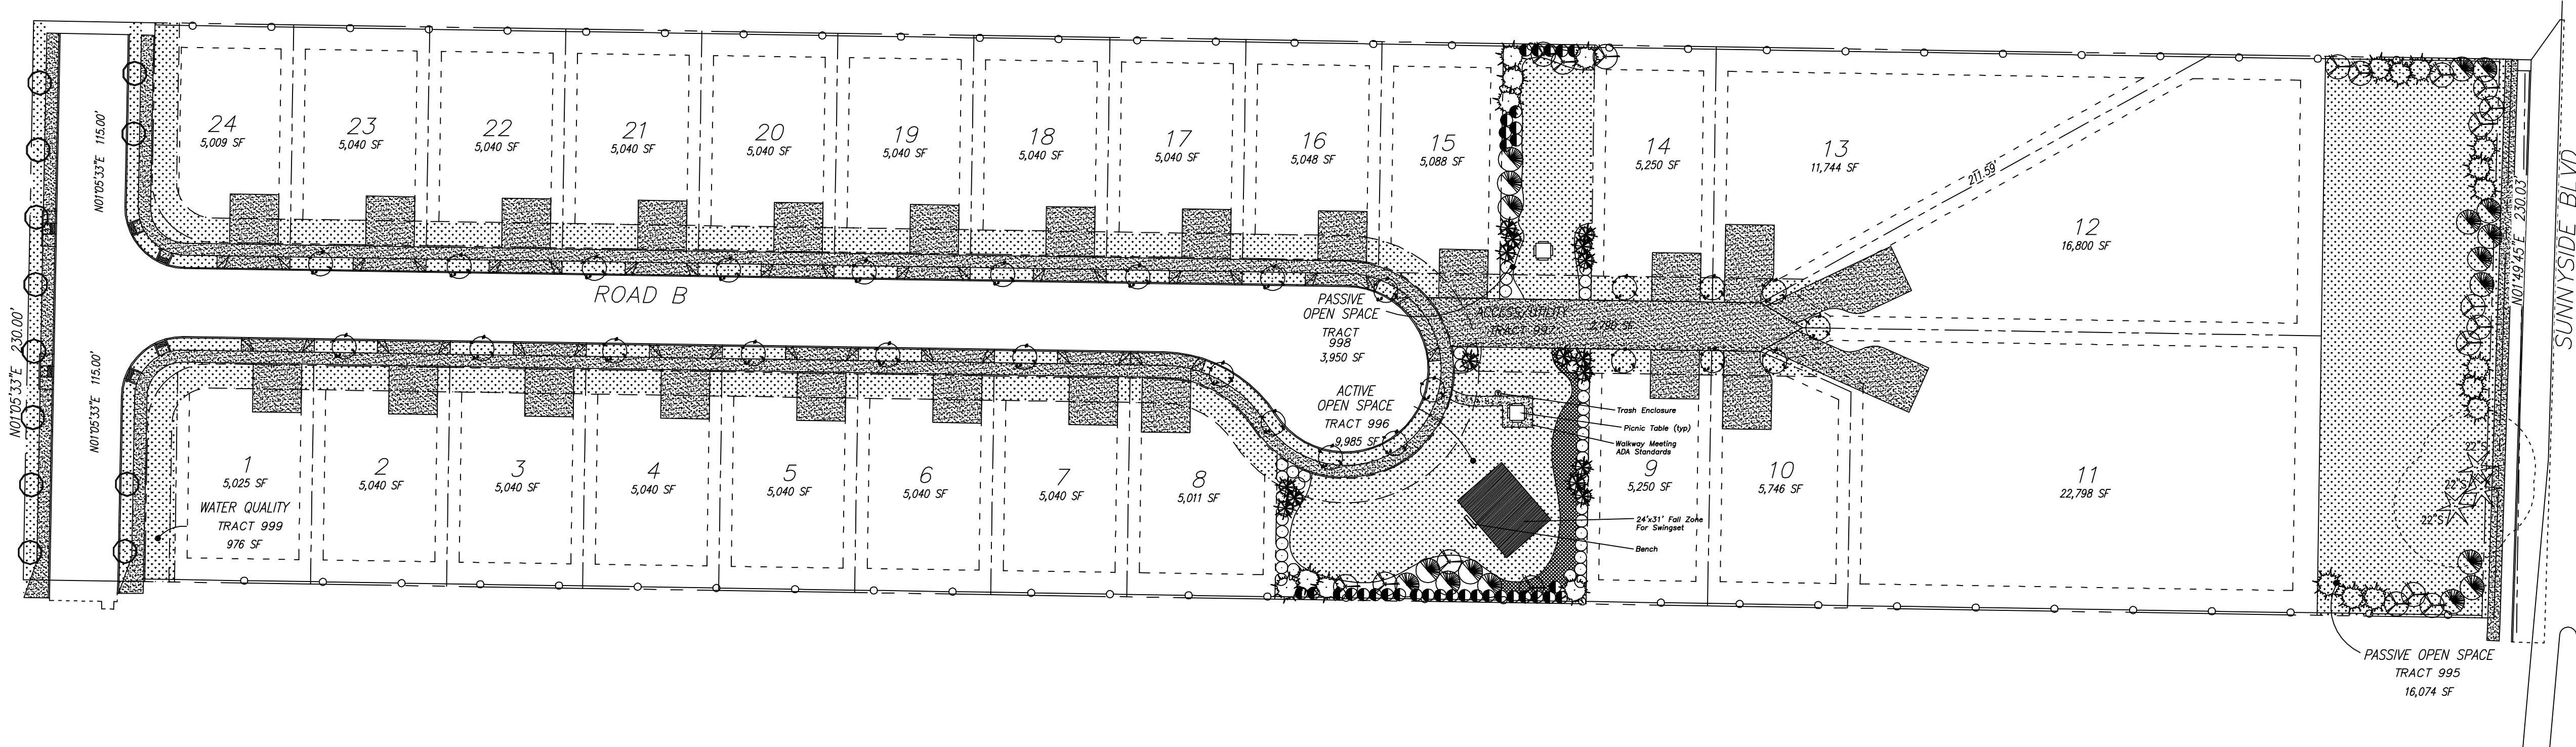 24
5,009 SF
23
5,040 SF
22
5,040 SF
21
5,040 SF
20
5,040 SF
19
5,040 SF
18
5,040 SF
17
5,040 SF
16
5,048 SF
15
5,088 SF
14
5,250 SF
13
11,744 SF
211.59'
12
16,800 SF
N01°05'33"E 115.00'
N01°05'33"E 230.00'
N01°05'33"E 115.00'
N01°49'45"E 230.03'
SUNNYSIDE BLVD
ROAD B
PASSIVE
OPEN SPACE
TRACT
998
3,950 SF
ACCESS/UTILITY
TRACT 997
ACTIVE
OPEN SPACE
TRACT 996
9,985 SF
Trash Enclosure
Picnic Table (typ)
Walkway Meeting
ADA Standards
24'x31' Fall Zone
For Swingset
Bench
1
5,025 SF
WATER QUALITY
TRACT 999
976 SF
2
5,040 SF
3
5,040 SF
4
5,040 SF
5
5,040 SF
6
5,040 SF
7
5,040 SF
8
5,011 SF
9
5,250 SF
10
5,746 SF
11
22,798 SF
22"S
22"S
22"S
PASSIVE OPEN SPACE
TRACT 995
16,074 SF